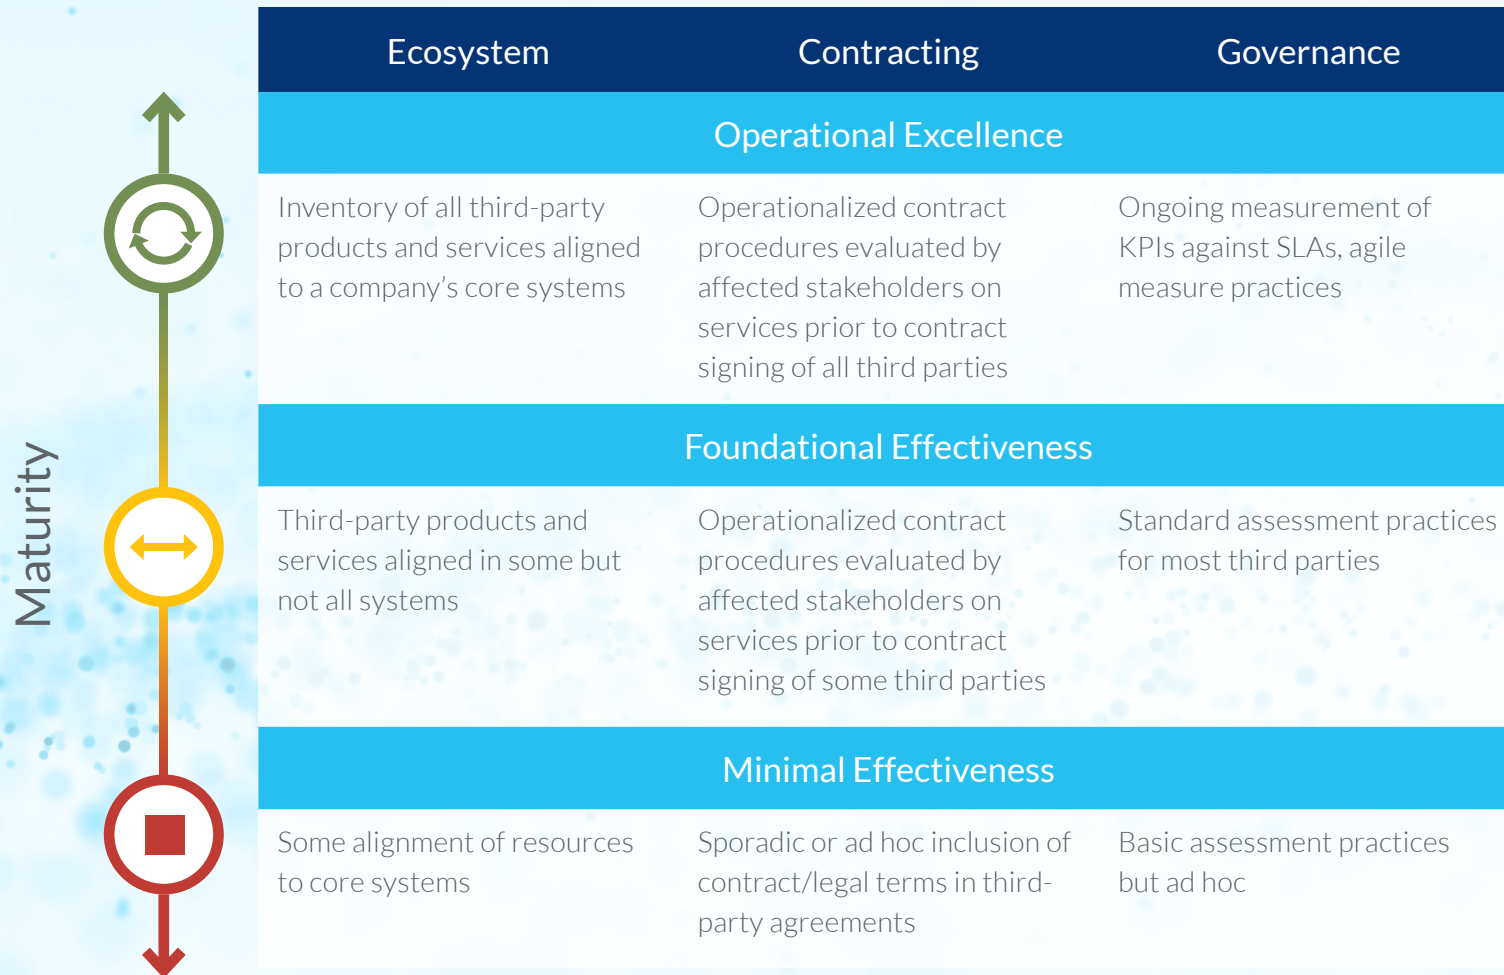 Ecosystem
Contracting
Governance
Operational Excellence
Inventory of all third-party
products and services aligned
to a company’s core systems
Operationalized contract
procedures evaluated by
affected stakeholders on
services prior to contract
signing of all third parties
Ongoing measurement of
KPIs against SLAs, agile
measure practices
Foundational Effectiveness
Third-party products and
services aligned in some but
not all systems
Operationalized contract
procedures evaluated by
affected stakeholders on
services prior to contract
signing of some third parties
Standard assessment practices
for most third parties
Minimal Effectiveness
Some alignment of resources
to core systems
Sporadic or ad hoc inclusion of
contract/legal terms in third-
party agreements
Basic assessment practices
but ad hoc
Maturity